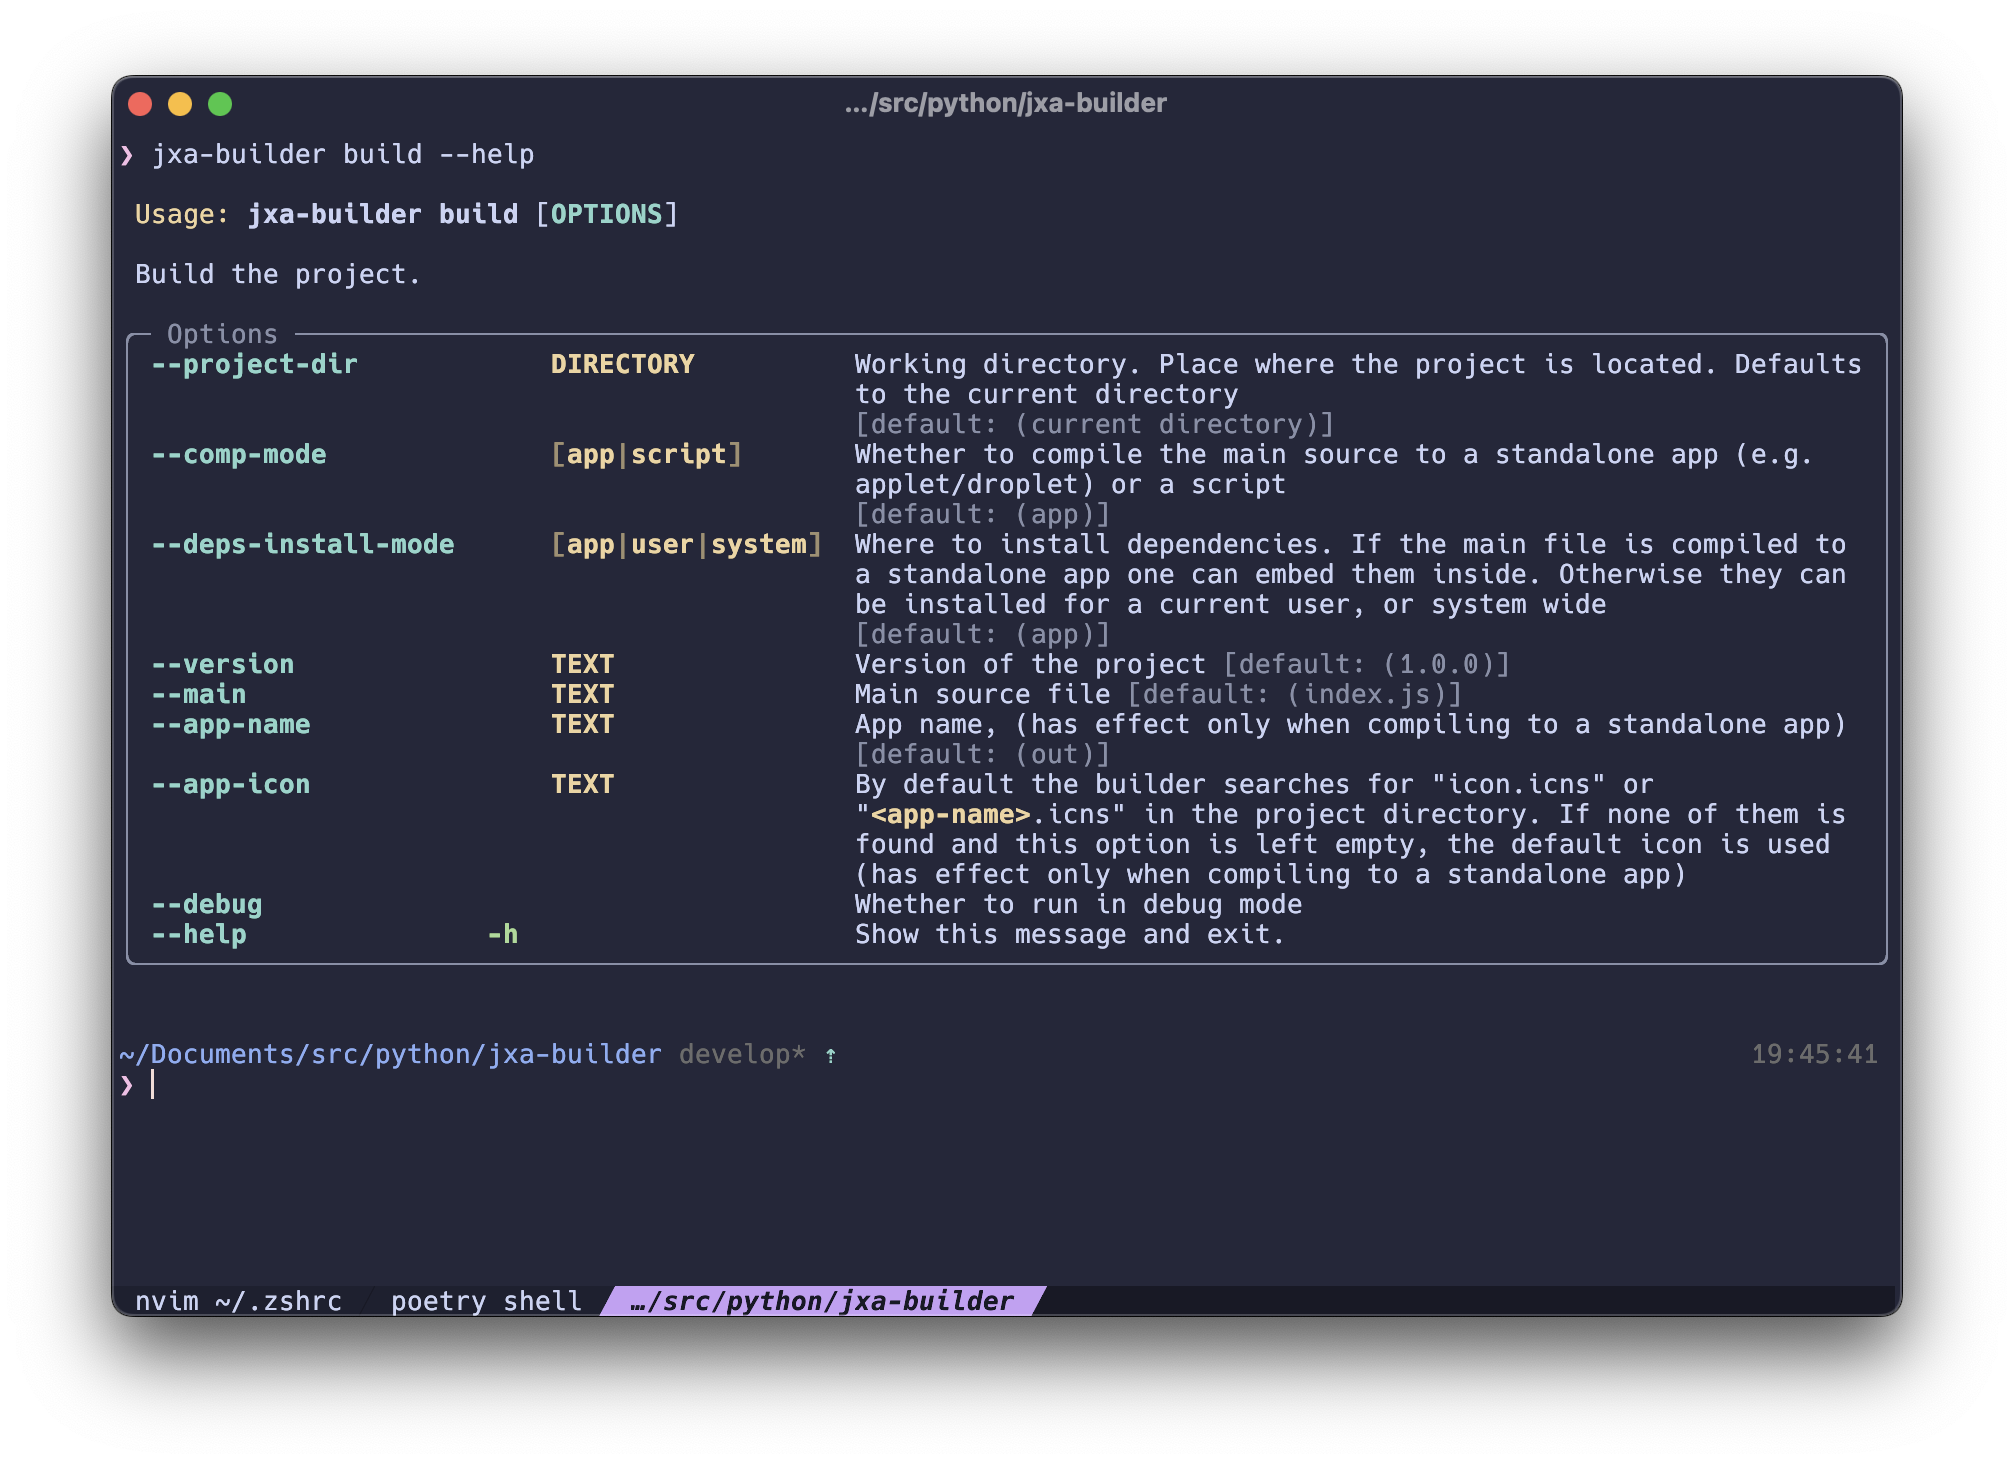 …/src/python/jxa-builder
❯ jxa-builder build --help
Usage: jxa-builder build [OPTIONS]
Build the project.
Options
--project-dir DIRECTORY Working directory. Place where the project is located. Defaults
to the current directory
[default: (current directory)]
--comp-mode [app|script] Whether to compile the main source to a standalone app (e.g.
applet/droplet) or a script
[default: (app)]
--deps-install-mode [app|user|system] Where to install dependencies. If the main file is compiled to
a standalone app one can embed them inside. Otherwise they can
be installed for a current user, or system wide
[default: (app)]
--version TEXT Version of the project [default: (1.0.0)]
--main TEXT Main source file [default: (index.js)]
--app-name TEXT App name, (has effect only when compiling to a standalone app)
[default: (out)]
--app-icon TEXT By default the builder searches for "icon.icns" or
"<app-name>.icns" in the project directory. If none of them is
found and this option is left empty, the default icon is used
(has effect only when compiling to a standalone app)
--debug Whether to run in debug mode
--help -h Show this message and exit.
~/Documents/src/python/jxa-builder develop* ⇡ 19:45:41
❯
nvim ~/.zshrc poetry shell …/src/python/jxa-builder